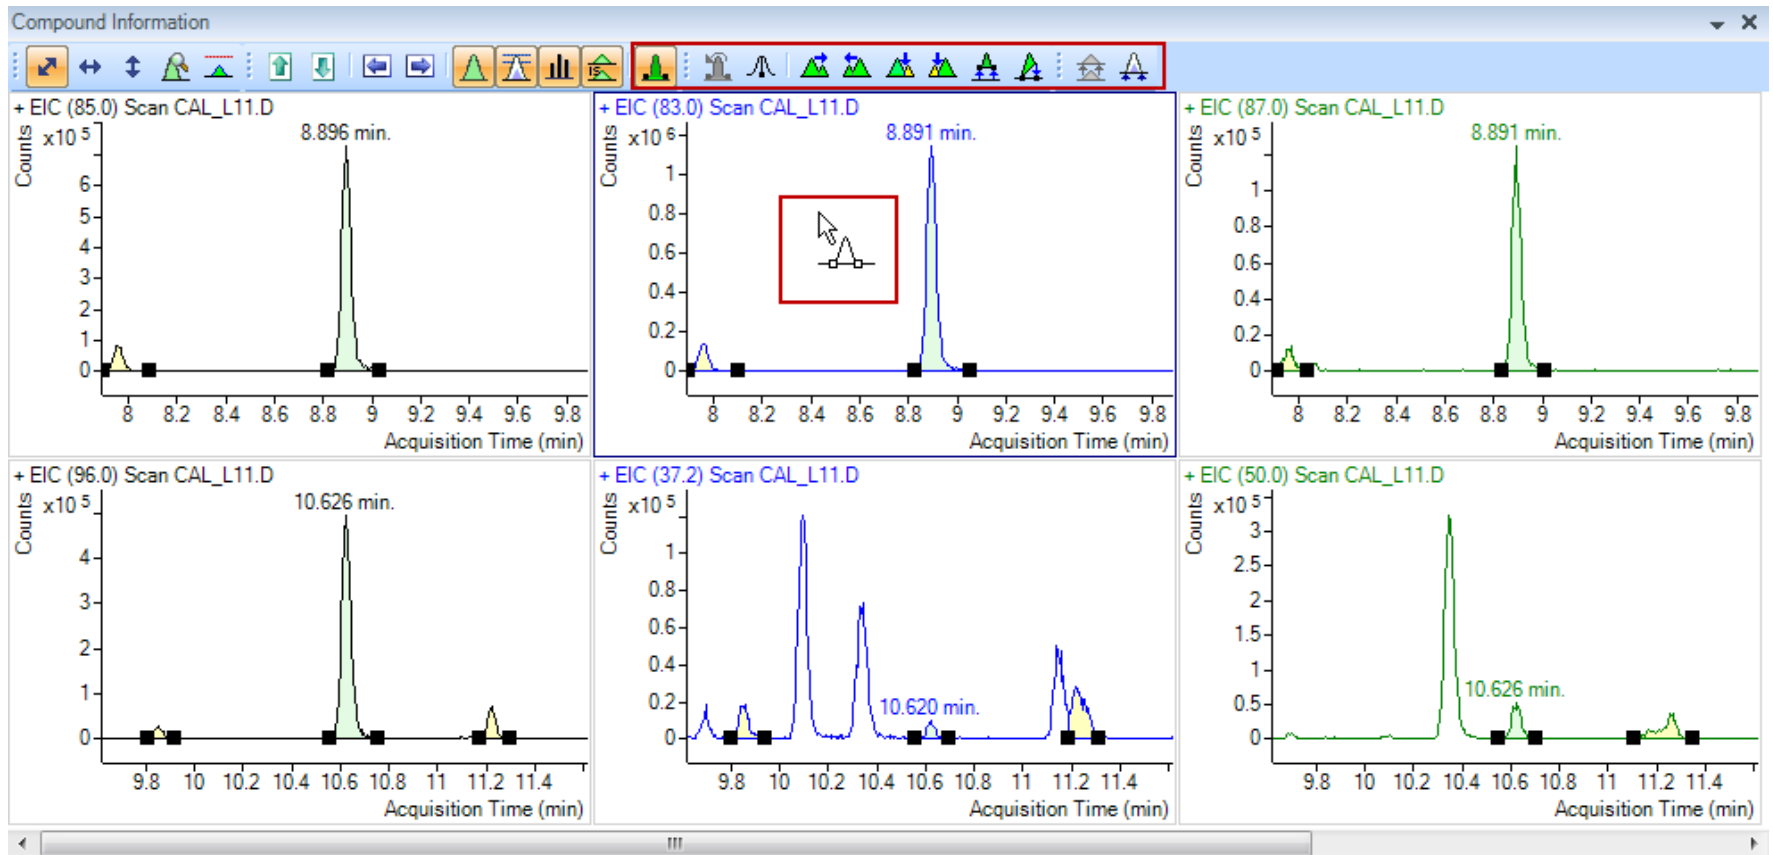 Compound Information
IS
+ EIC (85.0) Scan CAL_L11.D
x10 5
Counts
8.896 min.
6
5
4
3
2
1
0
8 8.2 8.4 8.6 8.8 9 9.2 9.4 9.6 9.8
Acquisition Time (min)
+ EIC (83.0) Scan CAL_L11.D
x10 6
Counts
8.891 min.
1
0.8
0.6
0.4
0.2
0
8 8.2 8.4 8.6 8.8 9 9.2 9.4 9.6 9.8
Acquisition Time (min)
+ EIC (87.0) Scan CAL_L11.D
x10 5
Counts
8.891 min.
1
0.8
0.6
0.4
0.2
0
8 8.2 8.4 8.6 8.8 9 9.2 9.4 9.6 9.8
Acquisition Time (min)
+ EIC (96.0) Scan CAL_L11.D
x10 5
Counts
10.626 min.
4
3
2
1
0
9.8 10 10.2 10.4 10.6 10.8 11 11.2 11.4
Acquisition Time (min)
+ EIC (37.2) Scan CAL_L11.D
x10 5
Counts
1
0.8
0.6
0.4
0.2
0
10.620 min.
9.8 10 10.2 10.4 10.6 10.8 11 11.2 11.4
Acquisition Time (min)
+ EIC (50.0) Scan CAL_L11.D
x10 5
Counts
3
2.5
2
1.5
1
0.5
0
10.626 min.
9.8 10 10.2 10.4 10.6 10.8 11 11.2 11.4
Acquisition Time (min)